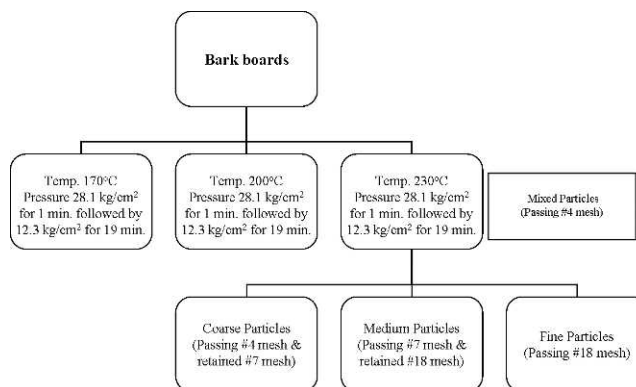 Bark boards
Temp. 170°C
Pressure 28.1 kg/cm²
for 1 min. followed by
12.3 kg/cm² for 19 min.
Temp. 200°C
Pressure 28.1 kg/cm²
for 1 min. followed by
12.3 kg/cm² for 19 min.
Temp. 230°C
Pressure 28.1 kg/cm²
for 1 min. followed by
12.3 kg/cm² for 19 min.
Mixed Particles
(Passing #4 mesh)
Coarse Particles
(Passing #4 mesh &
retained #7 mesh)
Medium Particles
(Passing #7 mesh &
retained #18 mesh)
Fine Particles
(Passing #18 mesh)